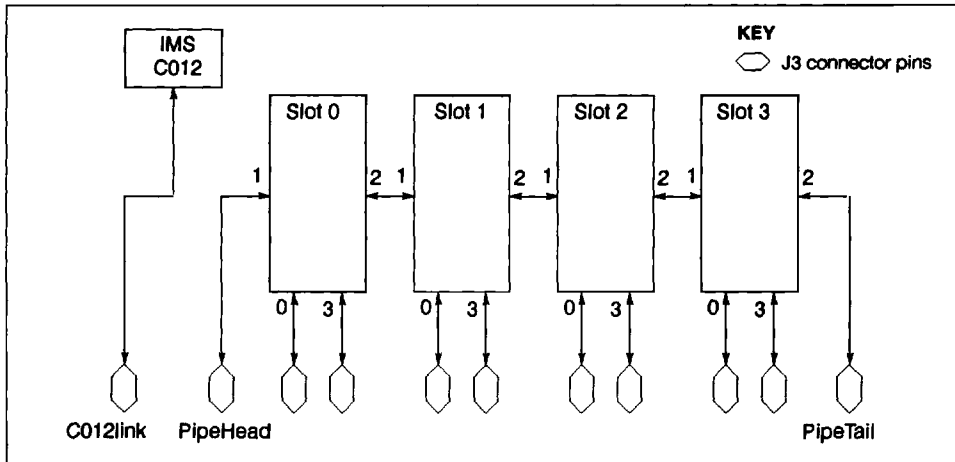 IMS
C012
KEY
J3 connector pins
Slot 0
Slot 1
Slot 2
Slot 3
1
2
1
2
1
2
1
2
0
3
0
3
0
3
0
3
C012link
PipeHead
PipeTail